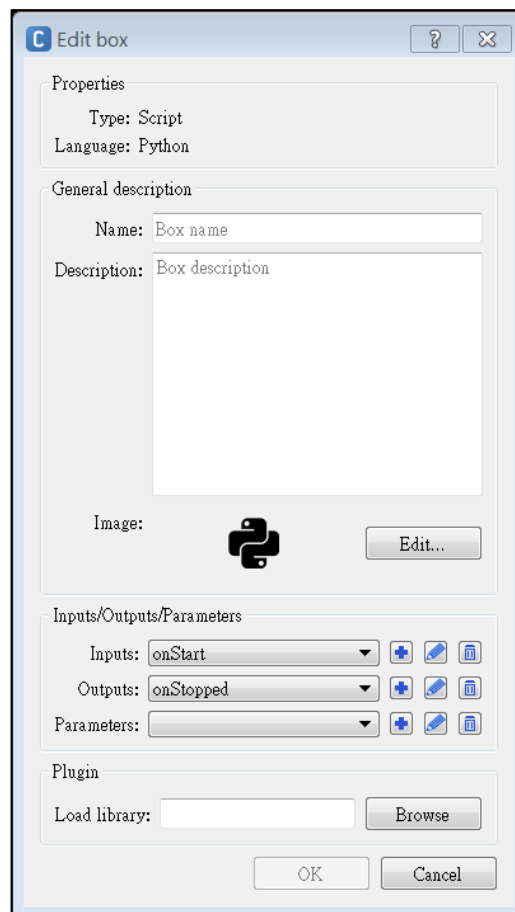 C Edit box
Properties
Type: Script
Language: Python
General description
Name: Box name
Description: Box description
Image:
Edit...
Inputs/Outputs/Parameters
Inputs: onStart
Outputs: onStopped
Parameters:
Plugin
Load library: Browse
OK Cancel